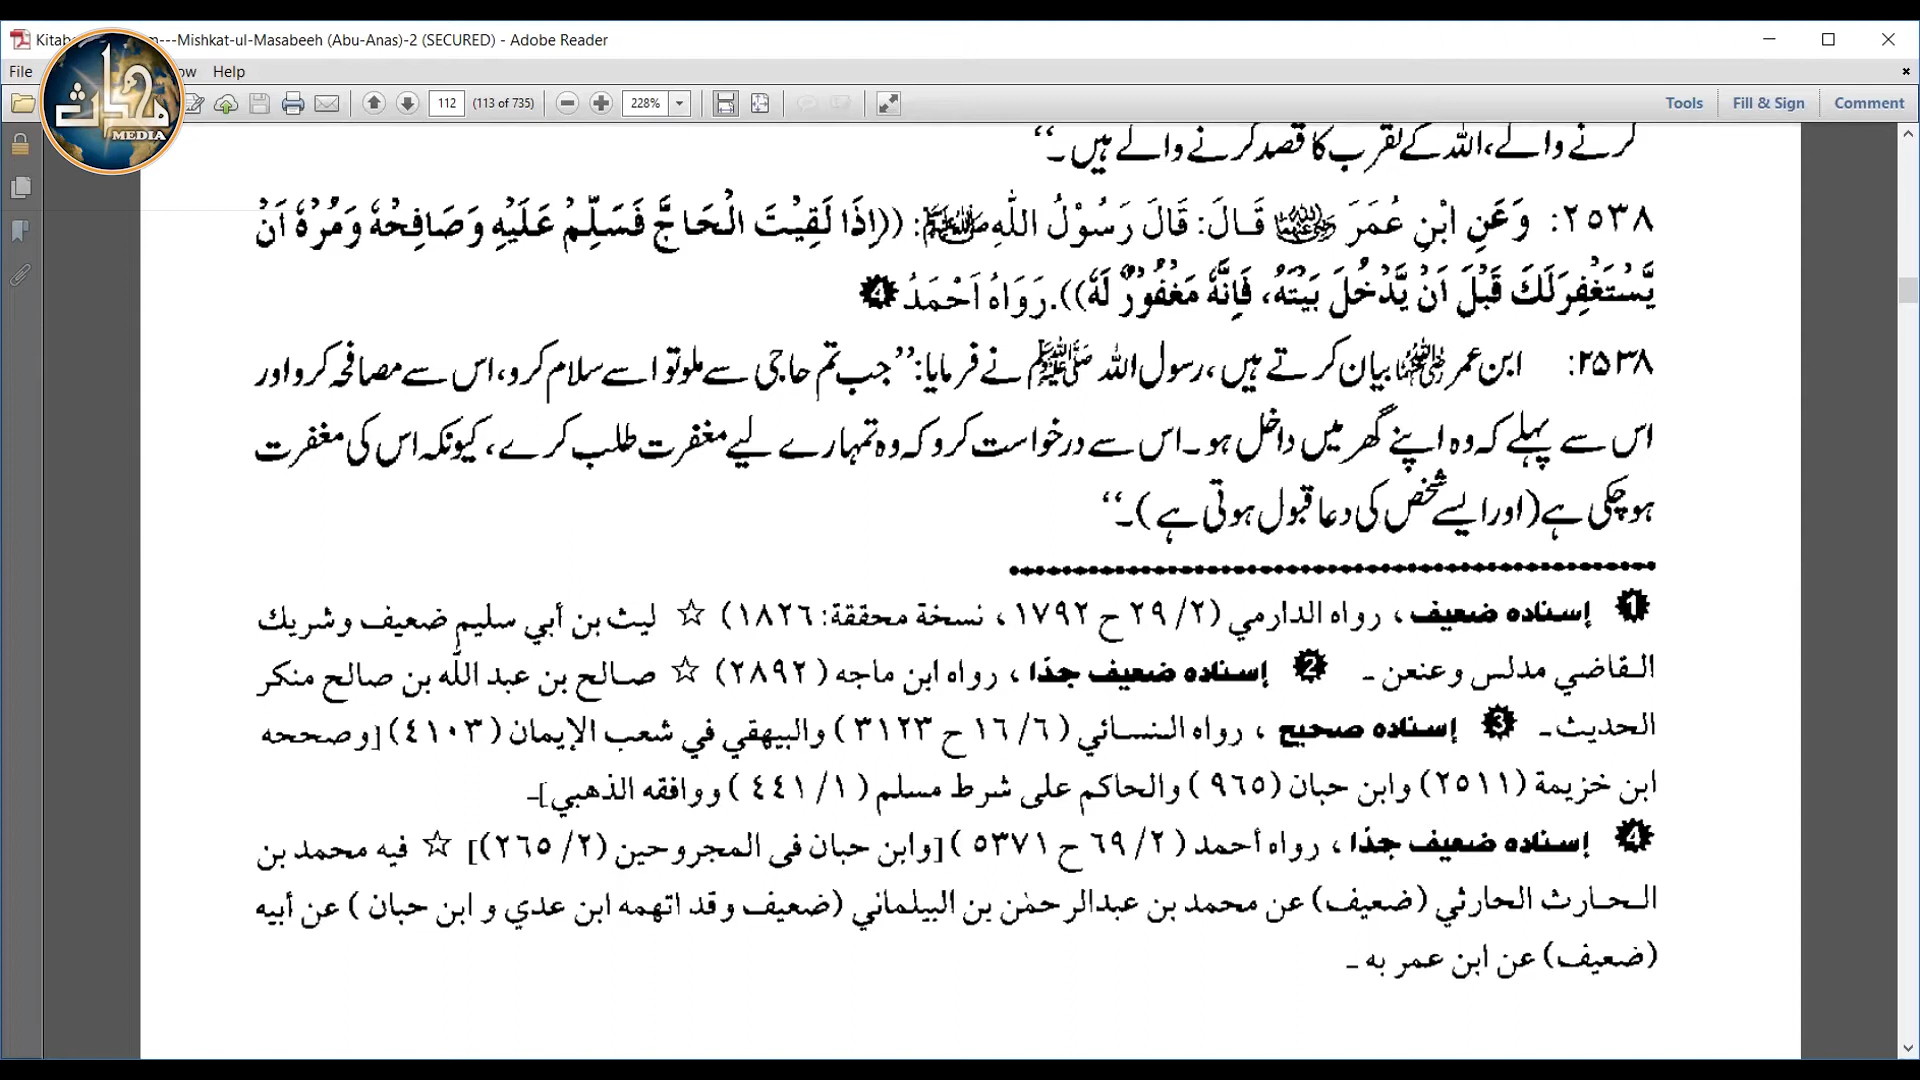 Kitab
m---Mishkat-ul-Masabeeh (Abu-Anas)-2 (SECURED) - Adobe Reader
File
ow
Help
MEDIA
112
(113 of 735)
228%
Tools
Fill & Sign
Comment
کرنے والے، اللہ کے تقرب کا قصد کرنے والے ہیں۔‘‘
٢٥٣٨: وَعَنِ ابْنِ عُمَرَ ؓ قَالَ: قَالَ رَسُوْلُ اللّٰهِ ﷺ: ((اِذَا لَقِيْتَ الْحَاجَّ فَسَلِّمْ عَلَيْهِ وَصَافِحْهُ وَمُرْهُ اَنْ
يَّسْتَغْفِرَلَكَ قَبْلَ اَنْ يَّدْخُلَ بَيْتَهُ، فَاِنَّهٗ مَغْفُوْرٌ لَهٗ)). رَوَاهُ اَحْمَدُ ❹
۲۵۳۸: ابن عمر ؓ بیان کرتے ہیں، رسول اللہ ﷺ نے فرمایا: ’’جب تم حاجی سے ملو تو اسے سلام کرو، اس سے مصافحہ کرو اور
اس سے پہلے کہ وہ اپنے گھر میں داخل ہو۔ اس سے درخواست کرو کہ وہ تمہارے لیے مغفرت طلب کرے، کیونکہ اس کی مغفرت
ہو چکی ہے (اور ایسے شخص کی دعا قبول ہوتی ہے)۔‘‘
❶ إسناده ضعيف، رواه الدارمي (٢/ ٢٩ ح ١٧٩٢، نسخة محققة: ١٨٢٦) ☆ ليث بن أبي سليم ضعيف وشريك
القاضي مدلس وعنعن ـ ❷ إسناده ضعيف جدًا، رواه ابن ماجه (٢٨٩٢) ☆ صالح بن عبد الله بن صالح منكر
الحديث ـ ❸ إسناده صحيح، رواه النسائي (٦/ ١٦ ح ٣١٢٣) والبيهقي في شعب الإيمان (٤١٠٣) [وصححه
ابن خزيمة (٢٥١١) وابن حبان (٩٦٥) والحاكم على شرط مسلم (١/ ٤٤١) ووافقه الذهبي]ـ
❹ إسناده ضعيف جدًا، رواه أحمد (٢/ ٦٩ ح ٥٣٧١) [وابن حبان فى المجروحين (٢/ ٢٦٥)] ☆ فيه محمد بن
الحارث الحارثي (ضعيف) عن محمد بن عبدالرحمٰن بن البيلماني (ضعيف وقد اتهمه ابن عدي و ابن حبان) عن أبيه
(ضعيف) عن ابن عمر به ـ